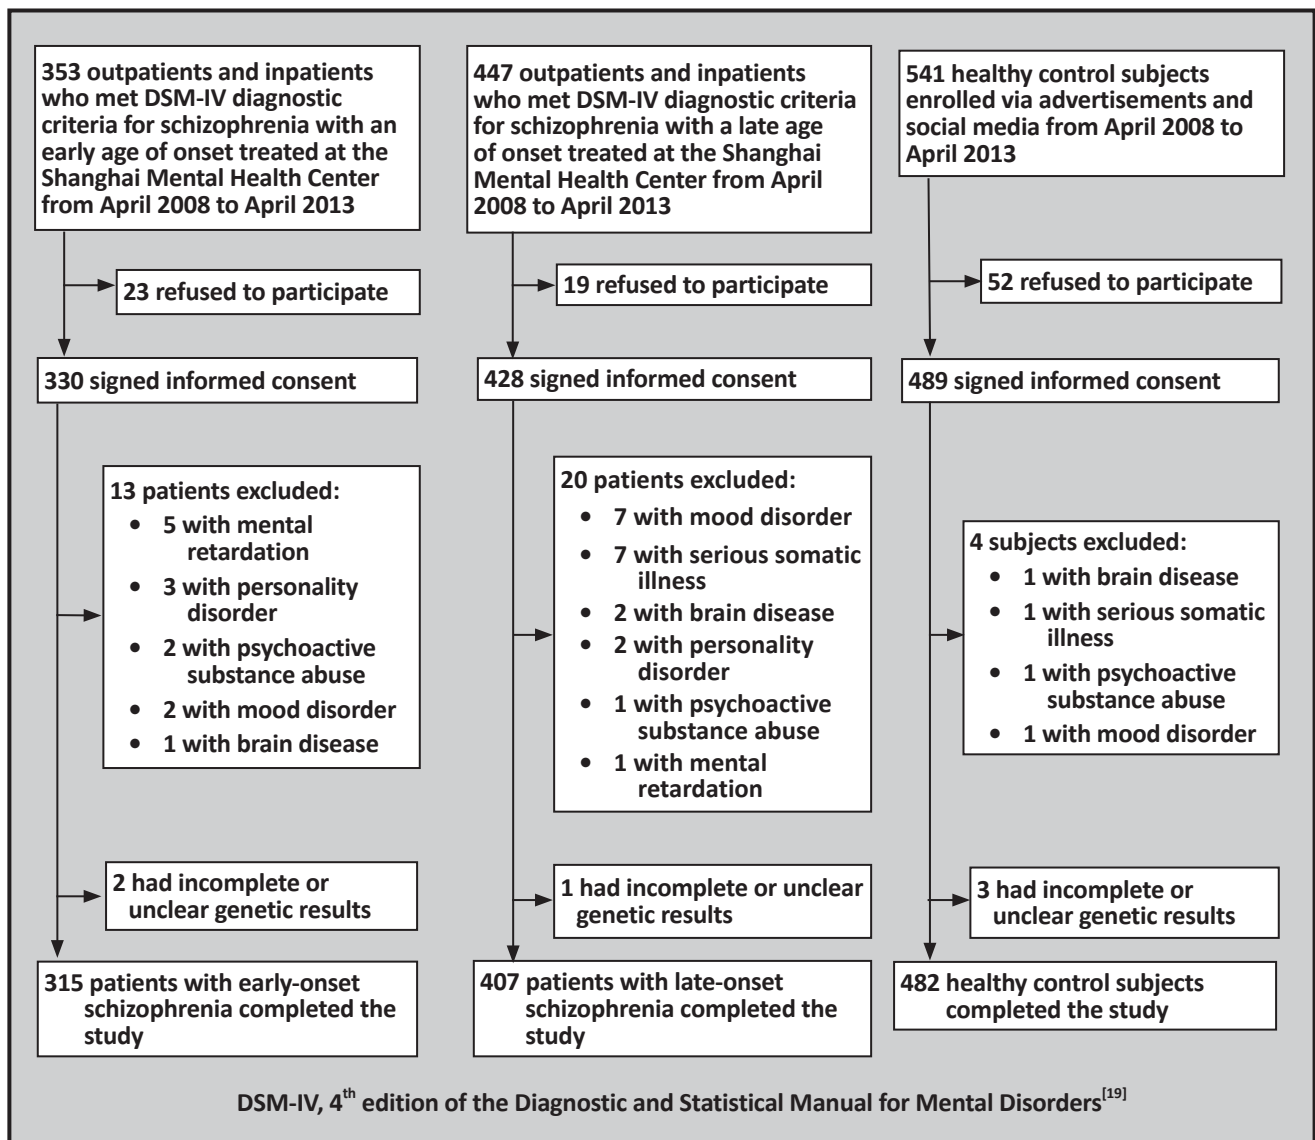 353 outpatients and inpatients
who met DSM-IV diagnostic
criteria for schizophrenia with an
early age of onset treated at the
Shanghai Mental Health Center
from April 2008 to April 2013
23 refused to participate
330 signed informed consent
13 patients excluded:
• 5 with mental
retardation
• 3 with personality
disorder
• 2 with psychoactive
substance abuse
• 2 with mood disorder
• 1 with brain disease
2 had incomplete or
unclear genetic results
315 patients with early-onset
schizophrenia completed the
study
447 outpatients and inpatients
who met DSM-IV diagnostic criteria
for schizophrenia with a late age
of onset treated at the Shanghai
Mental Health Center from April
2008 to April 2013
19 refused to participate
428 signed informed consent
20 patients excluded:
• 7 with mood disorder
• 7 with serious somatic
illness
• 2 with brain disease
• 2 with personality
disorder
• 1 with psychoactive
substance abuse
• 1 with mental
retardation
1 had incomplete or unclear
genetic results
407 patients with late-onset
schizophrenia completed the
study
541 healthy control subjects
enrolled via advertisements and
social media from April 2008 to
April 2013
52 refused to participate
489 signed informed consent
4 subjects excluded:
• 1 with brain disease
• 1 with serious somatic
illness
• 1 with psychoactive
substance abuse
• 1 with mood disorder
3 had incomplete or
unclear genetic results
482 healthy control subjects
completed the study
DSM-IV, 4th edition of the Diagnostic and Statistical Manual for Mental Disorders[19]